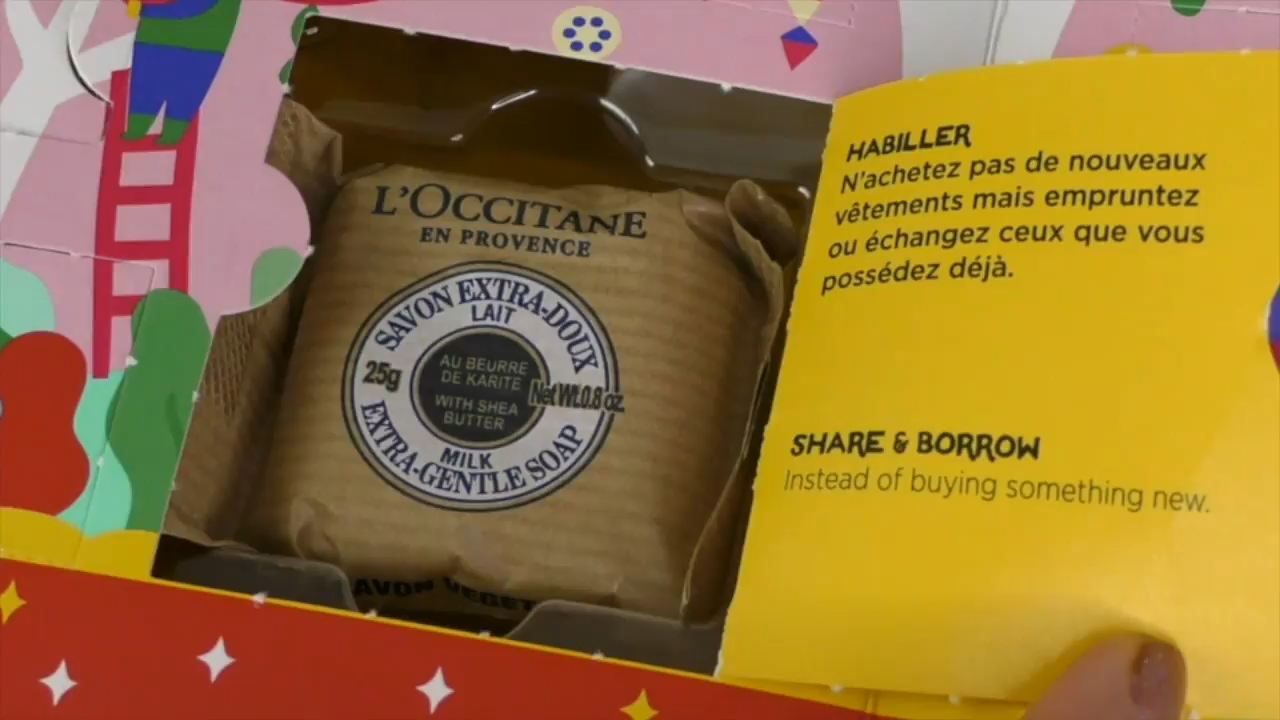 L'OCCITANE
EN PROVENCE
SAVON EXTRA-DOUX
LAIT
25g
AU BEURRE
DE KARITE
Net Wt.0.8 oz.
WITH SHEA
BUTTER
MILK
EXTRA-GENTLE SOAP
HABILLER
N'achetez pas de nouveaux
vêtements mais empruntez
ou échangez ceux que vous
possédez déjà.
SHARE & BORROW
Instead of buying something new.